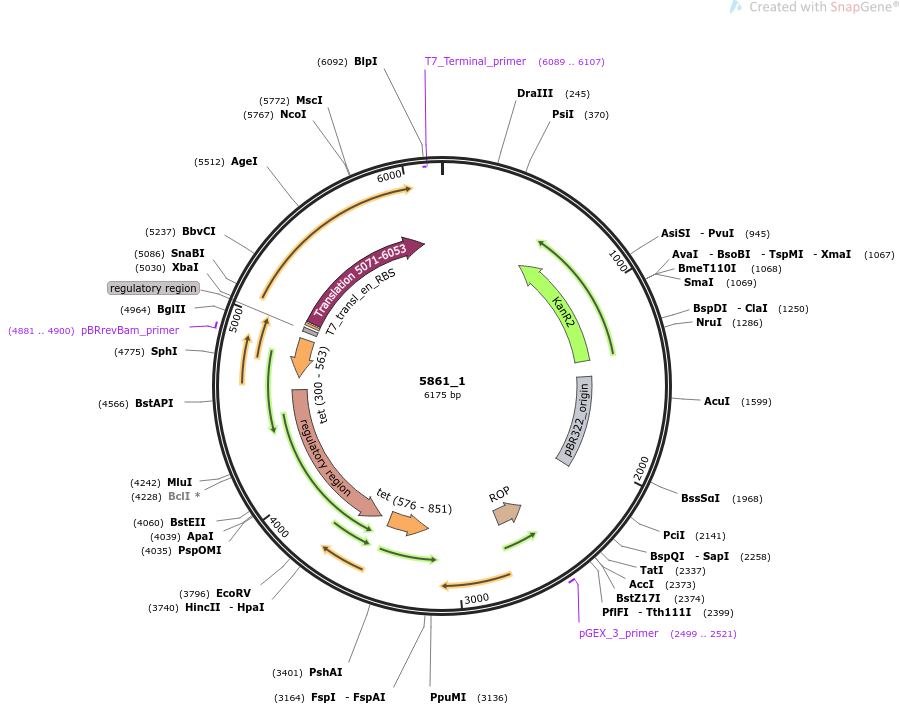 Created with SnapGene®
(6092) BlpI
T7_Terminal_primer (6089 .. 6107)
(5772) MscI
(5767) NcoI
DraIII (245)
PsiI (370)
(5512) AgeI
6000
(5237) BbvCI
(5086) SnaBI
(5030) XbaI
regulatory region
(4964) BglII
(4881 .. 4900) pBRrevBam_primer
(4775) SphI
(4566) BstAPI
(4242) MluI
(4228) BclI *
(4060) BstEII
(4039) ApaI
(4035) PspOMI
(3796) EcoRV
(3740) HincII - HpaI
(3401) PshAI
(3164) FspI - FspAI
PpuMI (3136)
AsiSI - PvuI (945)
AvaI - BsoBI - TspMI - XmaI (1067)
BmeT110I (1068)
SmaI (1069)
BspDI - ClaI (1250)
NruI (1286)
AcuI (1599)
BssSαI (1968)
PciI (2141)
BspQI - SapI (2258)
TatI (2337)
AccI (2373)
BstZ17I (2374)
PflFI - Tth111I (2399)
pGEX_3_primer (2499 .. 2521)
1000
2000
3000
4000
5000
Translation 5071-6053
T7_transl_en_RBS
tet (300 - 563)
regulatory region
tet (576 - 851)
ROP
pBR322_origin
KanR2
5861_1
6175 bp